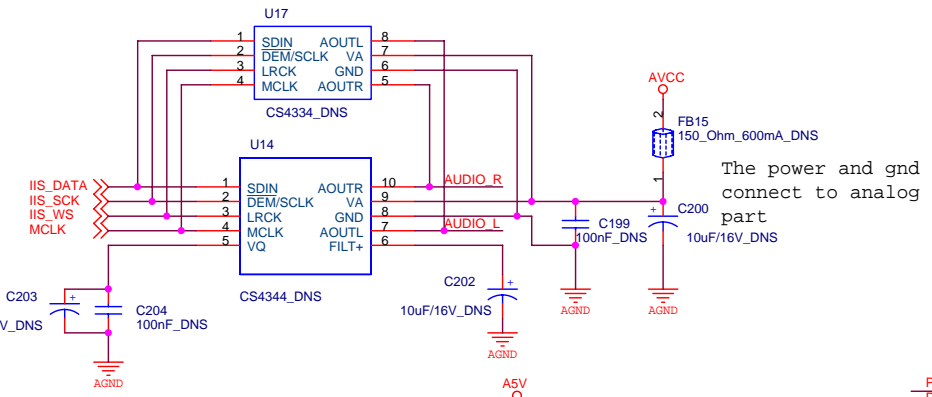 U17
1 SDIN AOUTL 8
2 DEM/SCLK VA 7
3 LRCK GND 6
4 MCLK AOUTR 5
CS4334_DNS
U14
IIS_DATA
IIS_SCK
IIS_WS
MCLK
1 SDIN AOUTR 10
2 DEM/SCLK VA 9
3 LRCK GND 8
4 MCLK AOUTL 7
5 VQ FILT+ 6
CS4344_DNS
AUDIO_R
AUDIO_L
AVCC
2
FB15
150_Ohm_600mA_DNS
1
The power and gnd
connect to analog
part
C199
100nF_DNS
+
C200
10uF/16V_DNS
AGND
AGND
C202
+
10uF/16V_DNS
AGND
C203
+
V_DNS
C204
100nF_DNS
AGND
A5V